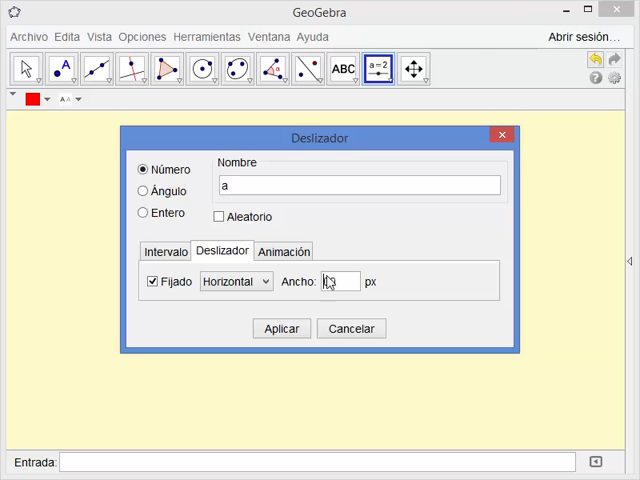 GeoGebra
Archivo Edita Vista Opciones Herramientas Ventana Ayuda Abrir sesión...
A ABC a = 2
A A
Deslizador
Número Nombre
a
Ángulo
Entero Aleatorio
Intervalo Deslizador Animación
Fijado Horizontal Ancho: px
Aplicar Cancelar
Entrada: